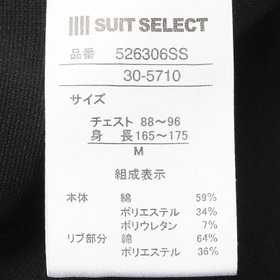 SUIT SELECT
品番 526306SS
30-5710
サイズ
チェスト 88～96
身長 165～175
M
組成表示
本体 綿 59%
ポリエステル 34%
ポリウレタン 7%
リブ部分 綿 64%
ポリエステル 36%